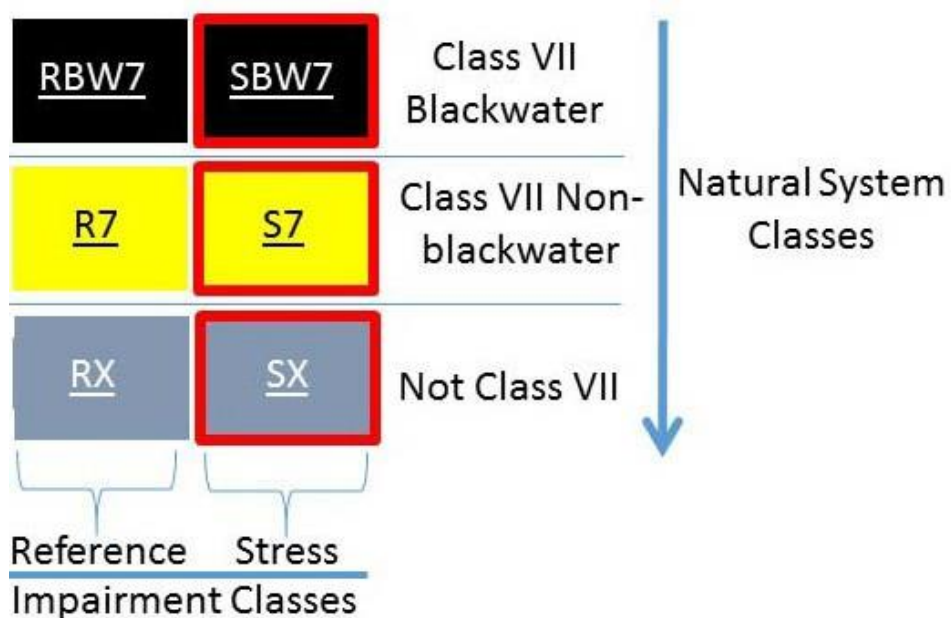 RBW7 SBW7 Class VII
Blackwater
R7 S7 Class VII Non-
blackwater
Natural System
Classes
RX SX Not Class VII
Reference Stress
Impairment Classes